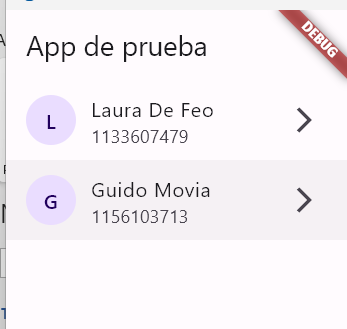 DEBUG
App de prueba
L
Laura De Feo
1133607479
G
Guido Movia
1156103713